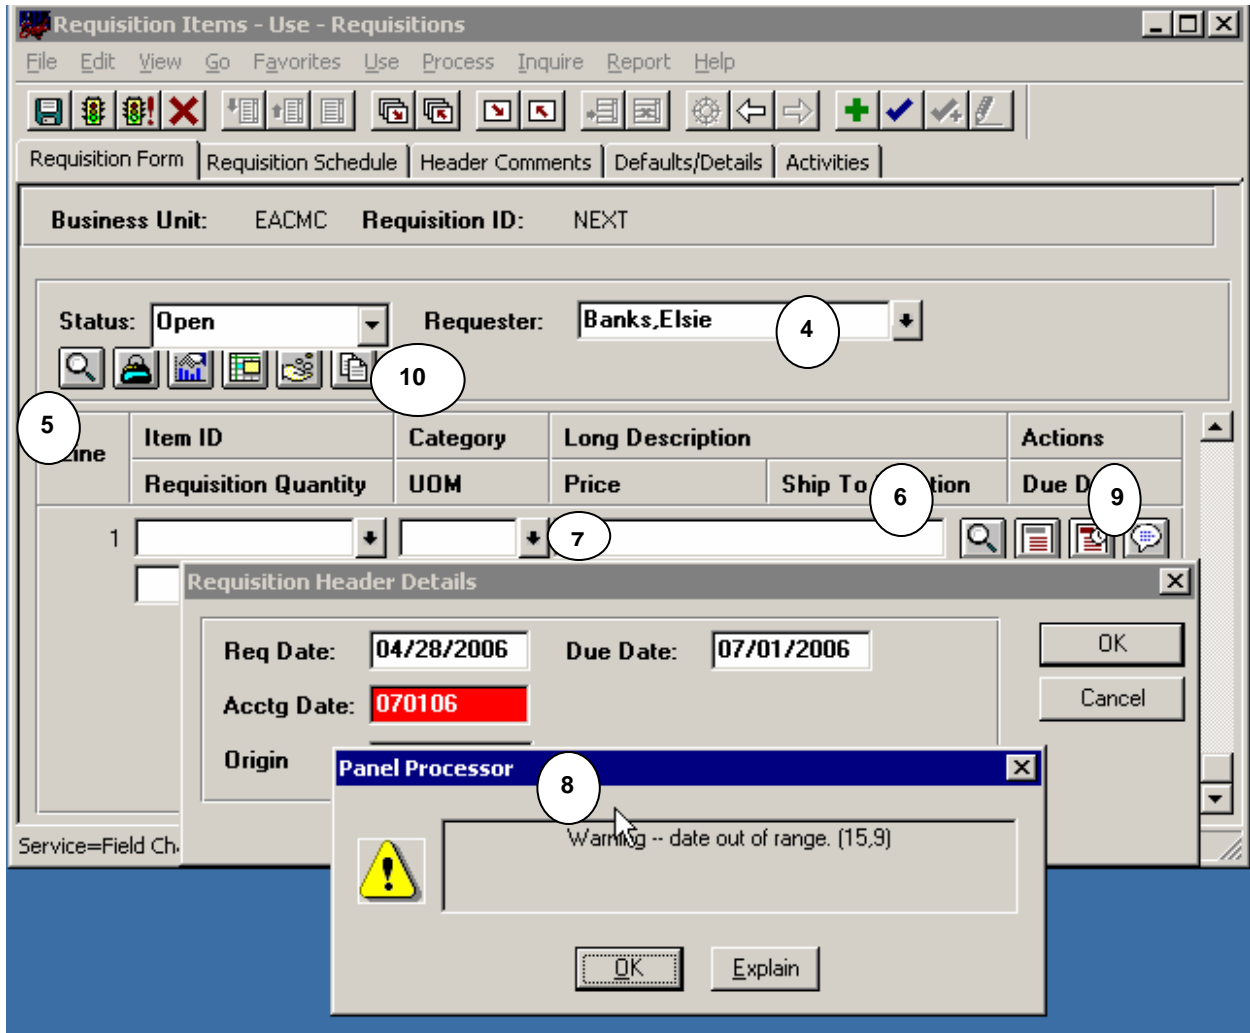 Requisition Items - Use - Requisitions
File Edit View Go Favorites Use Process Inquire Report Help
Requisition Form Requisition Schedule Header Comments Defaults/Details Activities
Business Unit: EACMC Requisition ID: NEXT
Status: Open Requester: Banks,Elsie 4
10
5
Line Item ID Category Long Description Actions
Requisition Quantity UOM Price Ship To 6 tion Due D 9
1 7
Requisition Header Details
Req Date: 04/28/2006 Due Date: 07/01/2006 OK
Acctg Date: 070106 Cancel
Origin
Panel Processor 8
Service=Field Ch
Warning -- date out of range. (15,9)
OK Explain